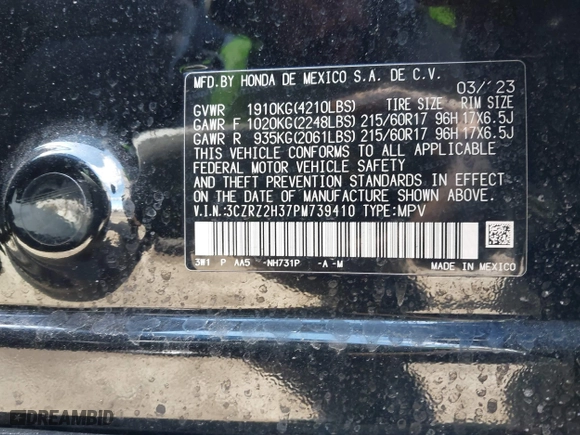 MFD.BY HONDA DE MEXICO S.A. DE C.V.
03/'23
GVWR 1910KG(4210LBS) TIRE SIZE RIM SIZE
GAWR F 1020KG(2248LBS) 215/60R17 96H 17X6.5J
GAWR R 935KG(2061LBS) 215/60R17 96H 17X6.5J
THIS VEHICLE CONFORMS TO ALL APPLICABLE
FEDERAL MOTOR VEHICLE SAFETY
AND THEFT PREVENTION STANDARDS IN EFFECT
ON THE DATE OF MANUFACTURE SHOWN ABOVE.
V.I.N.:3CZRZ2H37PM739410 TYPE:MPV
3W1 P AA5 -NH731P -A -M
MADE IN MEXICO
DREAMBID